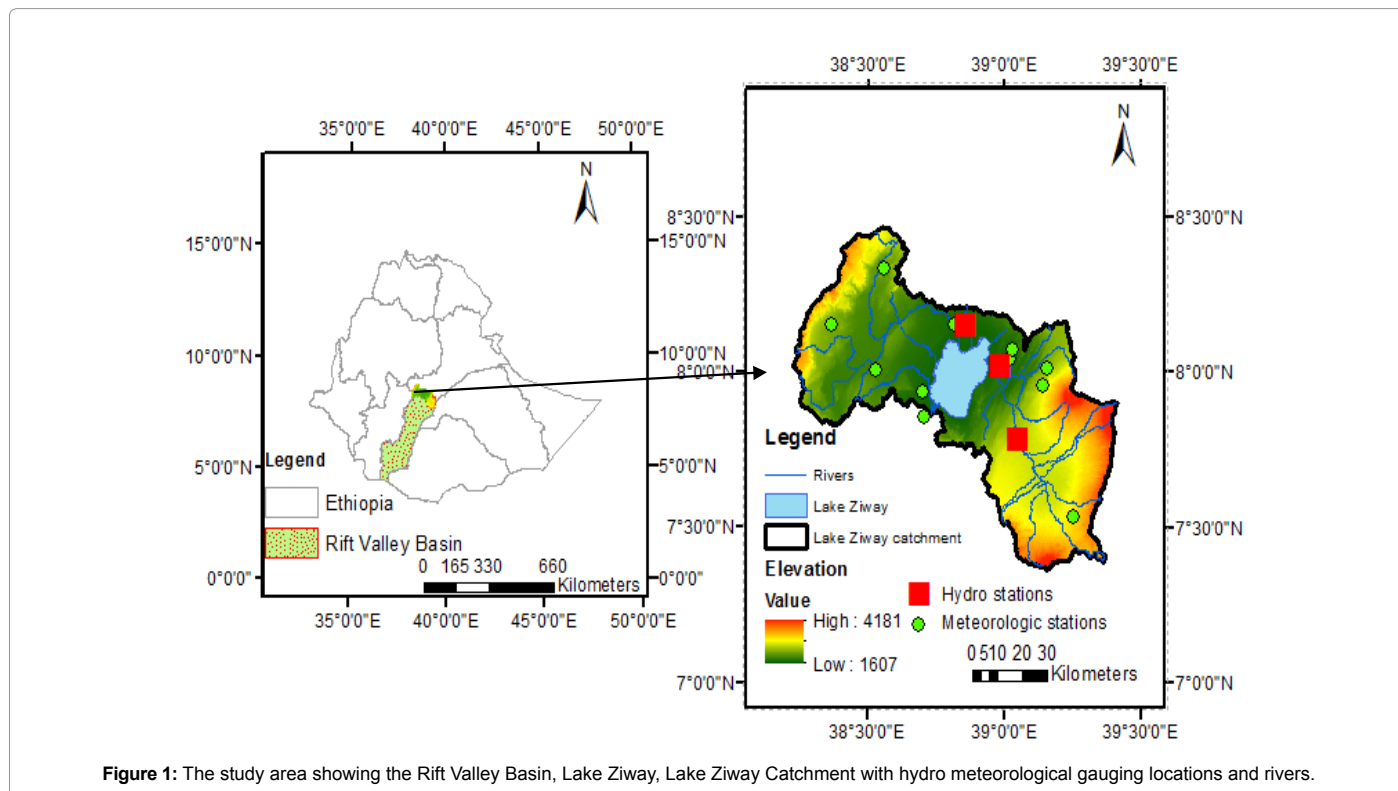 35°0'0"E 40°0'0"E 45°0'0"E 50°0'0"E
N
15°0'0"N
10°0'0"N
5°0'0"N
0°0'0"
15°0'0"N
10°0'0"N
5°0'0"N
0°0'0"
Legend
Ethiopia
Rift Valley Basin
0 165 330 660
Kilometers
35°0'0"E 40°0'0"E 45°0'0"E 50°0'0"E
38°30'0"E 39°0'0"E 39°30'0"E
N
8°30'0"N
8°0'0"N
7°30'0"N
7°0'0"N
8°30'0"N
8°0'0"N
7°30'0"N
7°0'0"N
Legend
Rivers
Lake Ziway
Lake Ziway catchment
Elevation
Value
High : 4181
Low : 1607
Hydro stations
Meteorologic stations
0 510 20 30
Kilometers
38°30'0"E 39°0'0"E 39°30'0"E
Figure 1: The study area showing the Rift Valley Basin, Lake Ziway, Lake Ziway Catchment with hydro meteorological gauging locations and rivers.